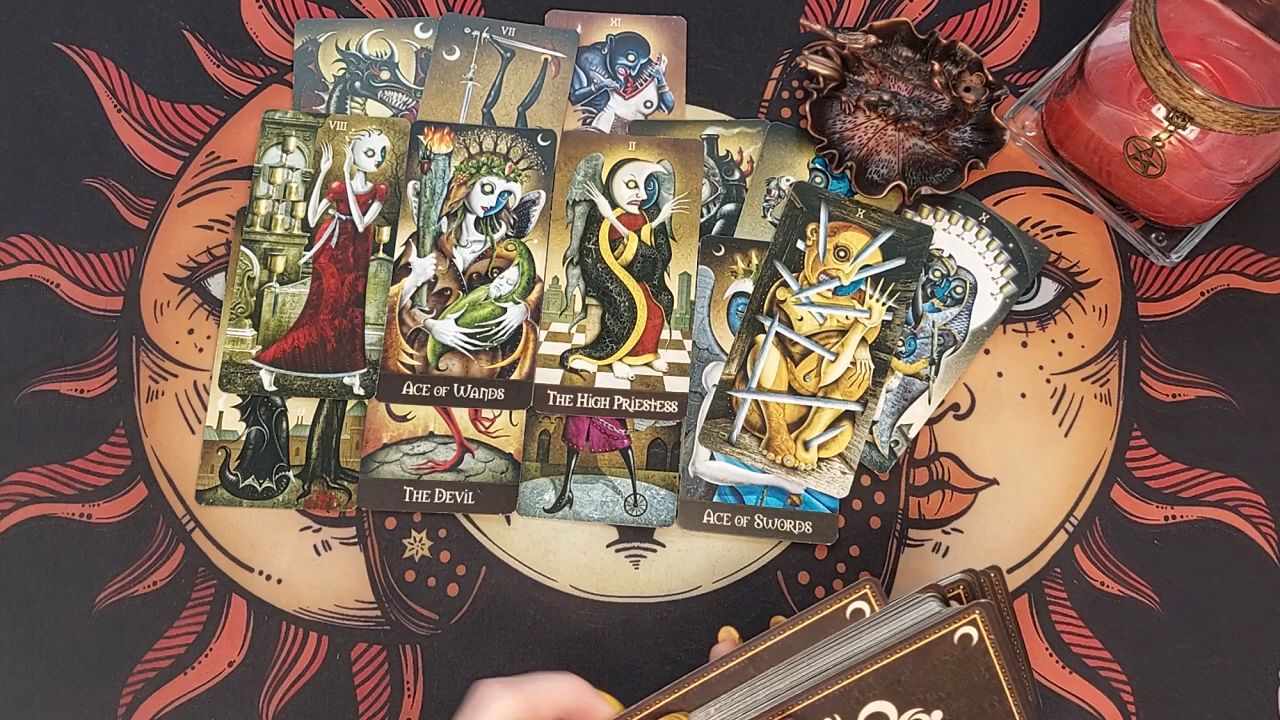 VII
XI
VIII
II
X
X
ACE OF WANDS
THE HIGH PRIESTESS
THE DEVIL
ACE OF SWORDS